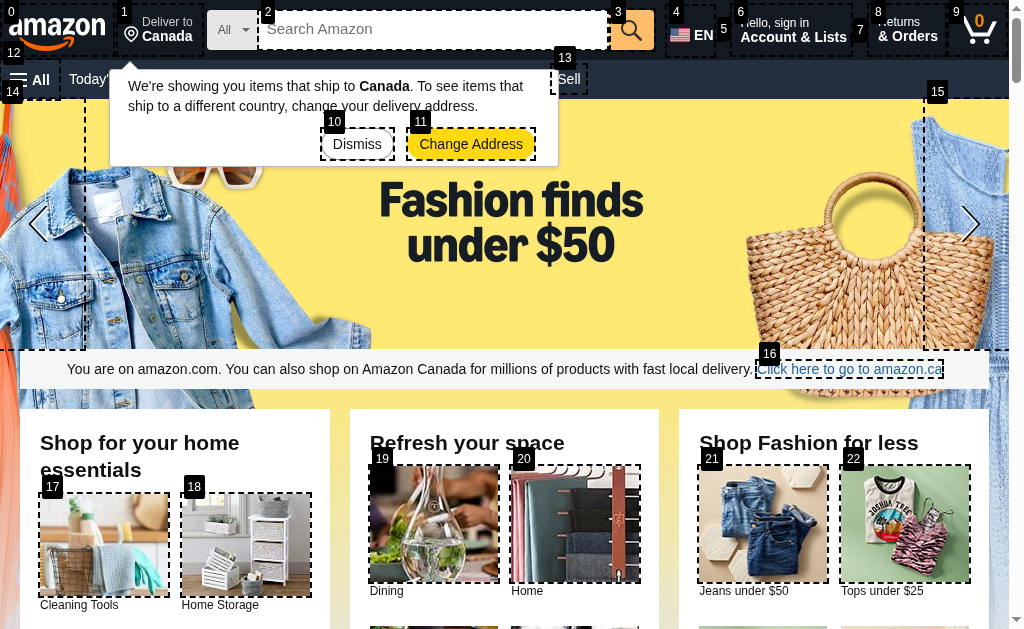 0
1
2
3
4
5
6
7
8
9
amazon
Deliver to
Canada
All
Search Amazon
EN
Hello, sign in
Account & Lists
Returns
& Orders
0
12
13
All
Today'
Sell
We're showing you items that ship to Canada. To see items that
ship to a different country, change your delivery address.
10
11
Dismiss
Change Address
14
15
Fashion finds
under $50
16
You are on amazon.com. You can also shop on Amazon Canada for millions of products with fast local delivery. Click here to go to amazon.ca
Shop for your home
essentials
Refresh your space
Shop Fashion for less
17
18
19
20
21
22
JOSHUA TREE
Cleaning Tools
Home Storage
Dining
Home
Jeans under $50
Tops under $25